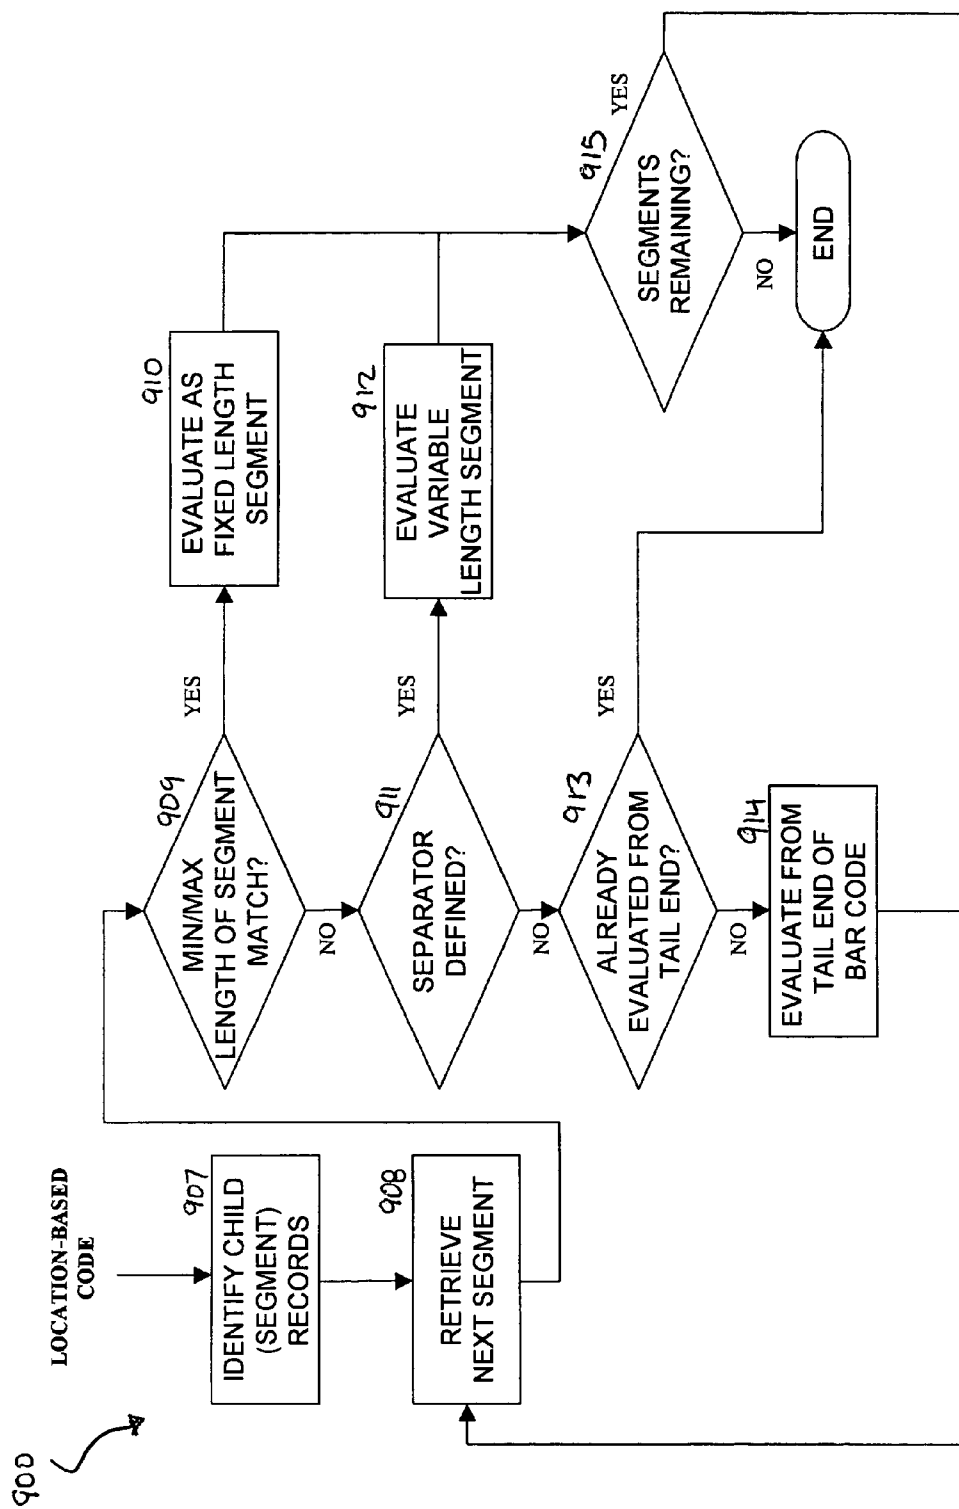 900
LOCATION-BASED
CODE
907
IDENTIFY CHILD
(SEGMENT)
RECORDS
908
RETRIEVE
NEXT SEGMENT
909
MIN/MAX
LENGTH OF SEGMENT
MATCH?
YES
NO
910
EVALUATE AS
FIXED LENGTH
SEGMENT
911
SEPARATOR
DEFINED?
YES
NO
912
EVALUATE
VARIABLE
LENGTH SEGMENT
913
ALREADY
EVALUATED FROM
TAIL END?
YES
NO
914
EVALUATE FROM
TAIL END OF
BAR CODE
915
SEGMENTS
REMAINING?
YES
NO
END